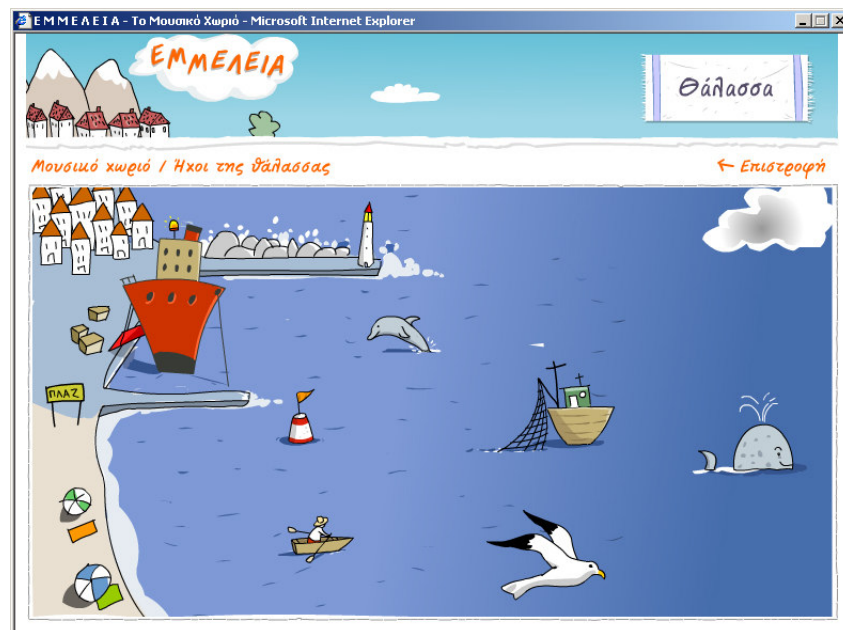 ΕΜΜΕΛΕΙΑ - Το Μουσικό Χωριό - Microsoft Internet Explorer
ΕΜΜΕΛΕΙΑ
Θάλασσα
Μουσικό χωριό / Ήχοι της θάλασσας
← Επιστροφή
ΠΛΑΖ